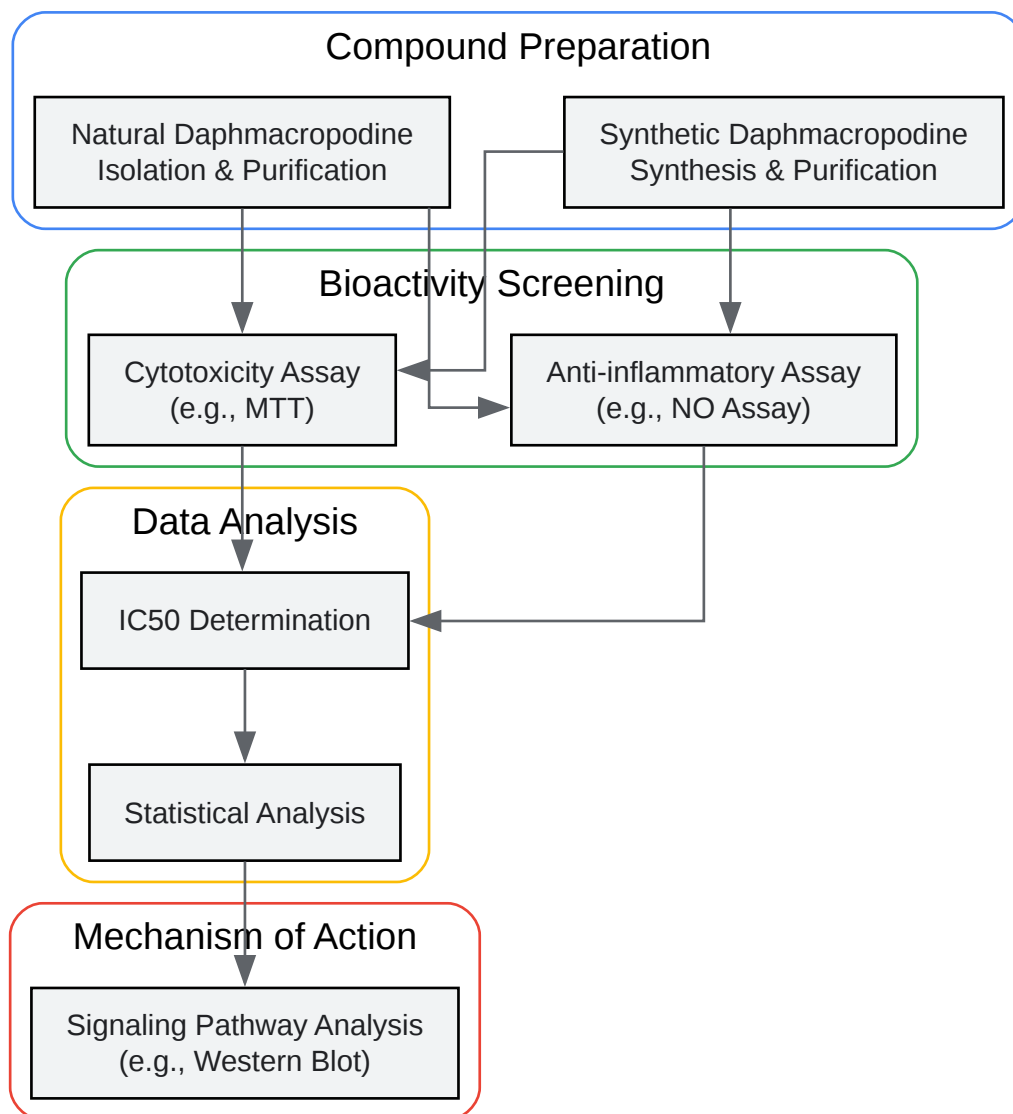 Compound Preparation
Natural Daphmacropodine
Isolation & Purification
Synthetic Daphmacropodine
Synthesis & Purification
Bioactivity Screening
Cytotoxicity Assay
(e.g., MTT)
Anti-inflammatory Assay
(e.g., NO Assay)
Data Analysis
IC50 Determination
Statistical Analysis
Mechanism of Action
Signaling Pathway Analysis
(e.g., Western Blot)